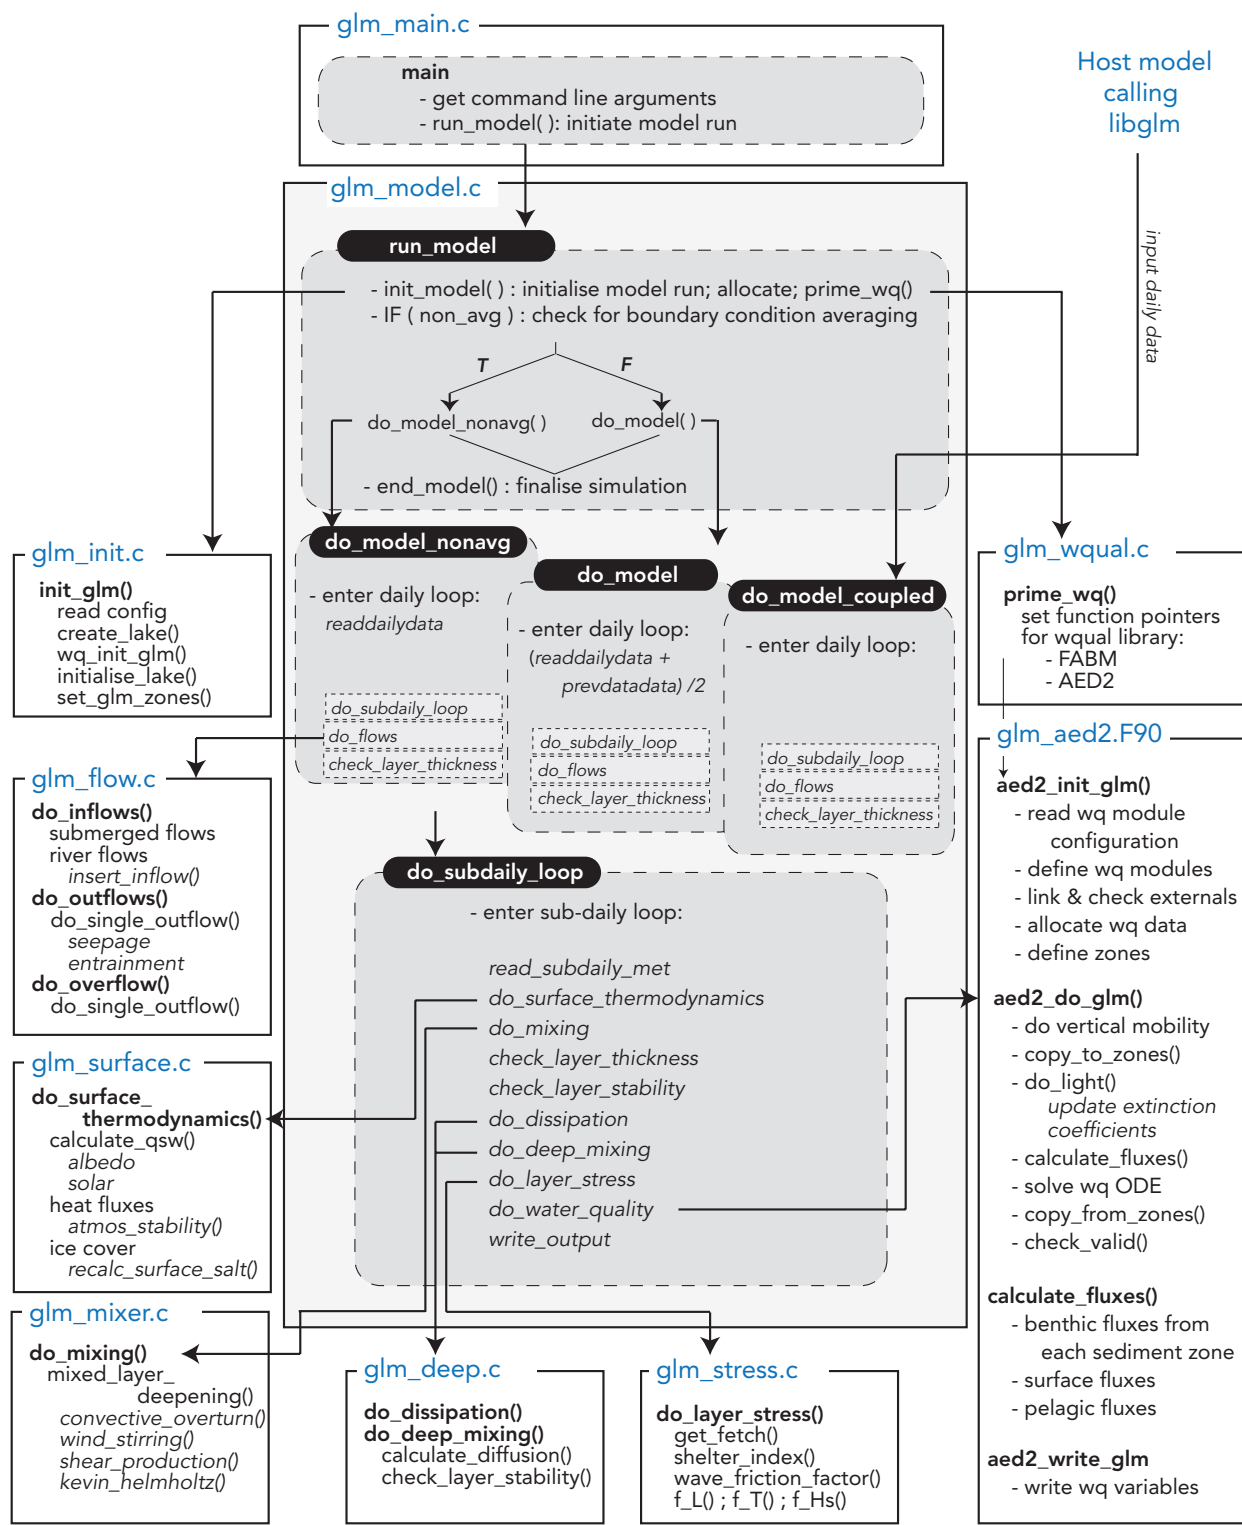 glm_main.c
main
- get command line arguments
- run_model( ): initiate model run
Host model
calling
libglm
input daily data
glm_model.c
run_model
- init_model( ) : initialise model run; allocate; prime_wq()
- IF ( non_avg ) : check for boundary condition averaging
T
F
do_model_nonavg( )
do_model( )
- end_model() : finalise simulation
do_model_nonavg
- enter daily loop:
readdailydata
do_subdaily_loop
do_flows
check_layer_thickness
do_model
- enter daily loop:
(readdailydata +
prevdatadata) /2
do_subdaily_loop
do_flows
check_layer_thickness
do_model_coupled
- enter daily loop:
do_subdaily_loop
do_flows
check_layer_thickness
do_subdaily_loop
- enter sub-daily loop:
read_subdaily_met
do_surface_thermodynamics
do_mixing
check_layer_thickness
check_layer_stability
do_dissipation
do_deep_mixing
do_layer_stress
do_water_quality
write_output
glm_init.c
init_glm()
read config
create_lake()
wq_init_glm()
initialise_lake()
set_glm_zones()
glm_flow.c
do_inflows()
submerged flows
river flows
insert_inflow()
do_outflows()
do_single_outflow()
seepage
entrainment
do_overflow()
do_single_outflow()
glm_surface.c
do_surface_
thermodynamics()
calculate_qsw()
albedo
solar
heat fluxes
atmos_stability()
ice cover
recalc_surface_salt()
glm_mixer.c
do_mixing()
mixed_layer_
deepening()
convective_overturn()
wind_stirring()
shear_production()
kevin_helmholtz()
glm_deep.c
do_dissipation()
do_deep_mixing()
calculate_diffusion()
check_layer_stability()
glm_stress.c
do_layer_stress()
get_fetch()
shelter_index()
wave_friction_factor()
f_L() ; f_T() ; f_Hs()
glm_wqual.c
prime_wq()
set function pointers
for wqual library:
- FABM
- AED2
glm_aed2.F90
aed2_init_glm()
- read wq module
configuration
- define wq modules
- link & check externals
- allocate wq data
- define zones
aed2_do_glm()
- do vertical mobility
- copy_to_zones()
- do_light()
update extinction
coefficients
- calculate_fluxes()
- solve wq ODE
- copy_from_zones()
- check_valid()
calculate_fluxes()
- benthic fluxes from
each sediment zone
- surface fluxes
- pelagic fluxes
aed2_write_glm
- write wq variables